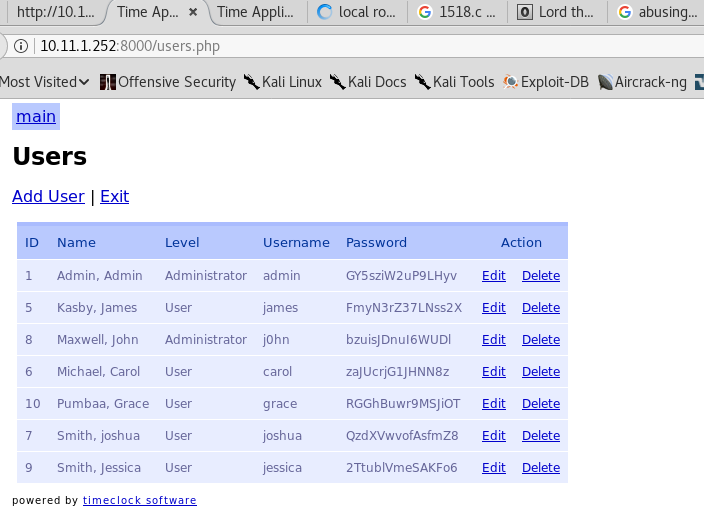 http://10.1... Time Ap... × Time Appli... local ro... 1518.c ... Lord th... abusing...
10.11.1.252:8000/users.php
Most Visited Offensive Security Kali Linux Kali Docs Kali Tools Exploit-DB Aircrack-ng
main
Users
Add User | Exit
ID Name Level Username Password Action
1 Admin, Admin Administrator admin GY5sziW2uP9LHyv Edit Delete
5 Kasby, James User james FmyN3rZ37LNss2X Edit Delete
8 Maxwell, John Administrator j0hn bzuisJDnuI6WUDl Edit Delete
6 Michael, Carol User carol zaJUcrjG1JHNN8z Edit Delete
10 Pumbaa, Grace User grace RGGhBuwr9MSJiOT Edit Delete
7 Smith, joshua User joshua QzdXVwvofAsfmZ8 Edit Delete
9 Smith, Jessica User jessica 2TtublVmeSAKFo6 Edit Delete
powered by timeclock software